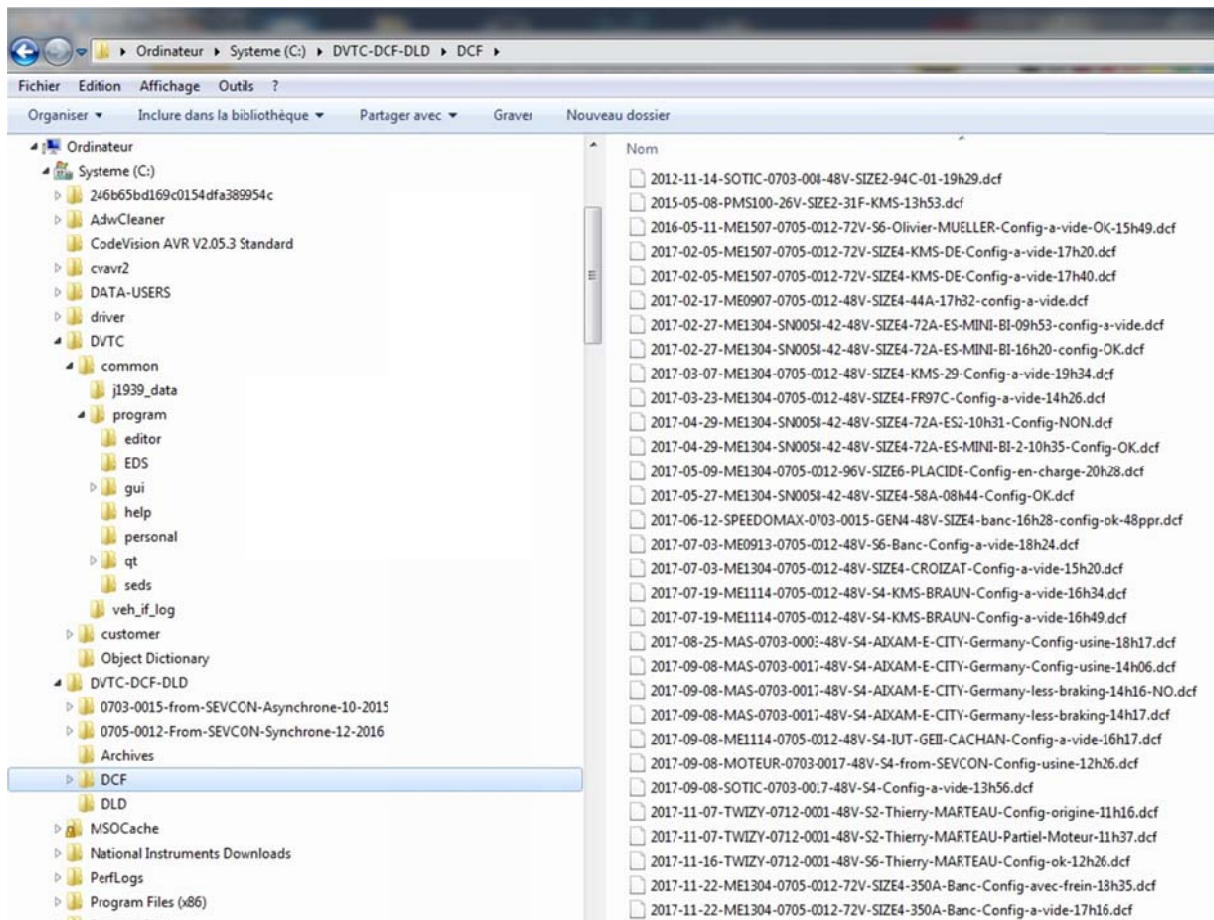 Ordinateur ▸ Systeme (C:) ▸ DVTC-DCF-DLD ▸ DCF ▸
Fichier Edition Affichage Outils ?
Organiser Inclure dans la bibliothèque Partager avec Graver Nouveau dossier
Ordinateur
Systeme (C:)
246b65bd169c0154dfa389954c
AdwCleaner
CodeVision AVR V2.05.3 Standard
cvavr2
DATA-USERS
driver
DVTC
common
j1939_data
program
editor
EDS
gui
help
personal
qt
seds
veh_if_log
customer
Object Dictionary
DVTC-DCF-DLD
0703-0015-from-SEVCON-Asynchrone-10-2015
0705-0012-From-SEVCON-Synchrone-12-2016
Archives
DCF
DLD
MSOCache
National Instruments Downloads
PerfLogs
Program Files (x86)
Nom
2012-11-14-SOTIC-0703-008-48V-SIZE2-94C-01-19h29.dcf
2015-05-08-PMS100-26V-SIZE2-31F-KMS-13h53.dcf
2016-05-11-ME1507-0705-0012-72V-S6-Olivier-MUELLER-Config-a-vide-OK-15h49.dcf
2017-02-05-ME1507-0705-0012-72V-SIZE4-KMS-DE-Config-a-vide-17h20.dcf
2017-02-05-ME1507-0705-0012-72V-SIZE4-KMS-DE-Config-a-vide-17h40.dcf
2017-02-17-ME0907-0705-0012-48V-SIZE4-44A-17h32-config-a-vide.dcf
2017-02-27-ME1304-SN0058-42-48V-SIZE4-72A-ES-MINI-BI-09h53-config-a-vide.dcf
2017-02-27-ME1304-SN0058-42-48V-SIZE4-72A-ES-MINI-BI-16h20-config-OK.dcf
2017-03-07-ME1304-0705-0012-48V-SIZE4-KMS-29-Config-a-vide-19h34.dcf
2017-03-23-ME1304-0705-0012-48V-SIZE4-FR97C-Config-a-vide-14h26.dcf
2017-04-29-ME1304-SN0058-42-48V-SIZE4-72A-ES2-10h31-Config-NON.dcf
2017-04-29-ME1304-SN0058-42-48V-SIZE4-72A-ES-MINI-BI-2-10h35-Config-OK.dcf
2017-05-09-ME1304-0705-0012-96V-SIZE6-PLACIDE-Config-en-charge-20h28.dcf
2017-05-27-ME1304-SN0058-42-48V-SIZE4-58A-08h44-Config-OK.dcf
2017-06-12-SPEEDOMAX-0703-0015-GEN4-48V-SIZE4-banc-16h28-config-ok-48ppr.dcf
2017-07-03-ME0913-0705-0012-48V-S6-Banc-Config-a-vide-18h24.dcf
2017-07-03-ME1304-0705-0012-48V-SIZE4-CROIZAT-Config-a-vide-15h20.dcf
2017-07-19-ME1114-0705-0012-48V-S4-KMS-BRAUN-Config-a-vide-16h34.dcf
2017-07-19-ME1114-0705-0012-48V-S4-KMS-BRAUN-Config-a-vide-16h49.dcf
2017-08-25-MAS-0703-0003-48V-S4-AIXAM-E-CITY-Germany-Config-usine-18h17.dcf
2017-09-08-MAS-0703-0017-48V-S4-AIXAM-E-CITY-Germany-Config-usine-14h06.dcf
2017-09-08-MAS-0703-0017-48V-S4-AIXAM-E-CITY-Germany-less-braking-14h16-NO.dcf
2017-09-08-MAS-0703-0017-48V-S4-AIXAM-E-CITY-Germany-less-braking-14h17.dcf
2017-09-08-ME1114-0705-0012-48V-S4-IUT-GEII-CACHAN-Config-a-vide-16h17.dcf
2017-09-08-MOTEUR-0703-0017-48V-S4-from-SEVCON-Config-usine-12h26.dcf
2017-09-08-SOTIC-0703-0017-48V-S4-Config-a-vide-13h56.dcf
2017-11-07-TWIZY-0712-0001-48V-S2-Thierry-MARTEAU-Config-origine-11h16.dcf
2017-11-07-TWIZY-0712-0001-48V-S2-Thierry-MARTEAU-Partiel-Moteur-11h37.dcf
2017-11-16-TWIZY-0712-0001-48V-S6-Thierry-MARTEAU-Config-ok-12h26.dcf
2017-11-22-ME1304-0705-0012-72V-SIZE4-350A-Banc-Config-avec-frein-18h35.dcf
2017-11-22-ME1304-0705-0012-72V-SIZE4-350A-Banc-Config-a-vide-17h16.dcf